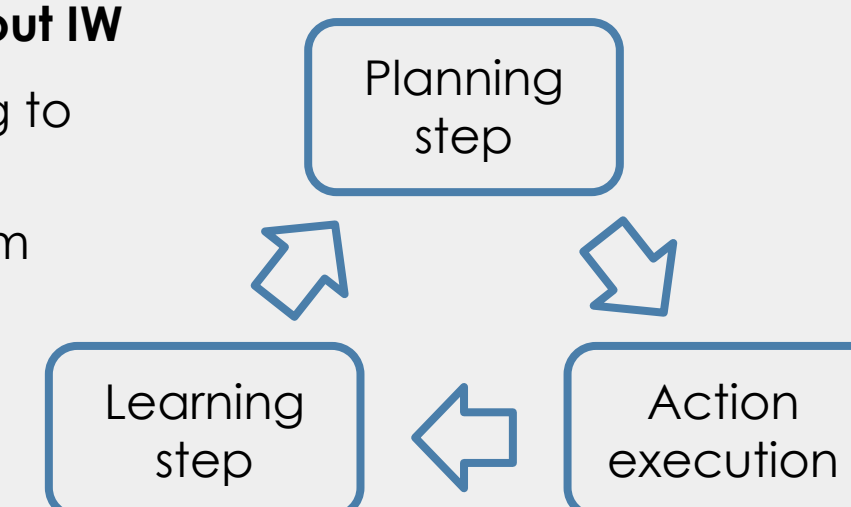 out IW
g to
m
Planning
step
Learning
step
Action
execution